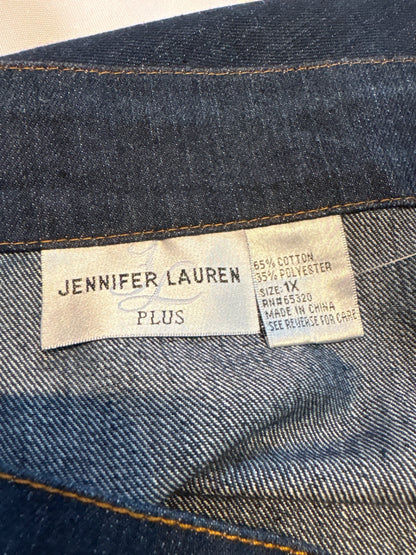 JENNIFER LAUREN
PLUS
65% COTTON
35% POLYESTER
SIZE: 1X
RN#65320
MADE IN CHINA
SEE REVERSE FOR CARE